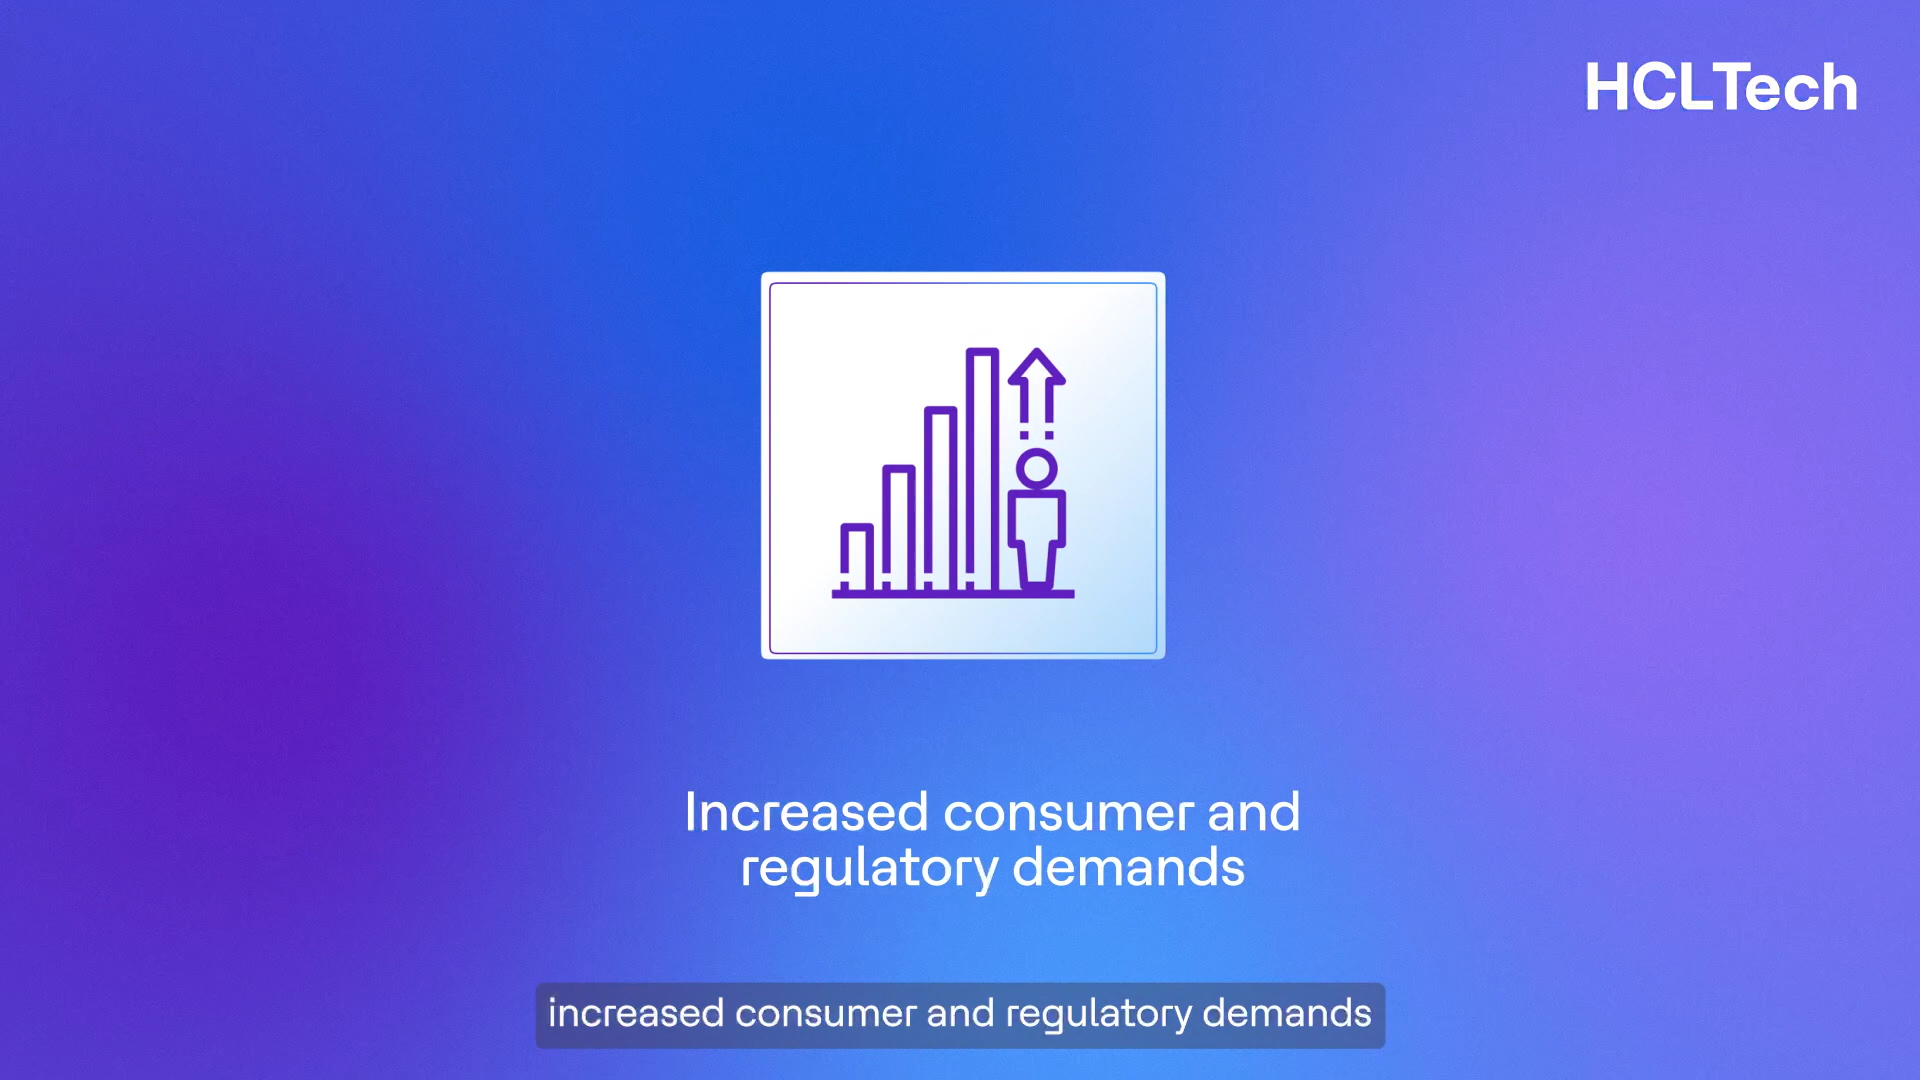 HCLTech
Increased consumer and
regulatory demands
increased consumer and regulatory demands